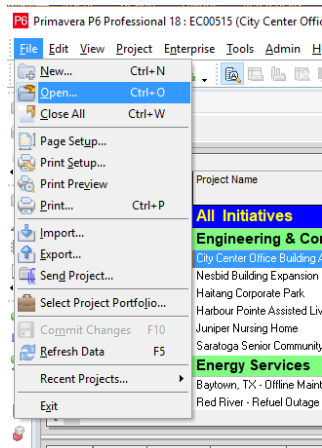 Primavera P6 Professional 18 : EC00515 (City Center Offic
File Edit View Project Enterprise Tools Admin H
New... Ctrl+N
Open... Ctrl+O
Close All Ctrl+W
Page Setup...
Print Setup...
Print Preview
Print... Ctrl+P
Import...
Export...
Send Project...
Select Project Portfolio...
Commit Changes F10
Refresh Data F5
Recent Projects...
Exit
Project Name
All Initiatives
Engineering & Con
City Center Office Building A
Nesbid Building Expansion
Haitang Corporate Park
Harbour Pointe Assisted Liv
Juniper Nursing Home
Saratoga Senior Community
Energy Services
Baytown, TX - Offline Maint
Red River - Refuel Outage